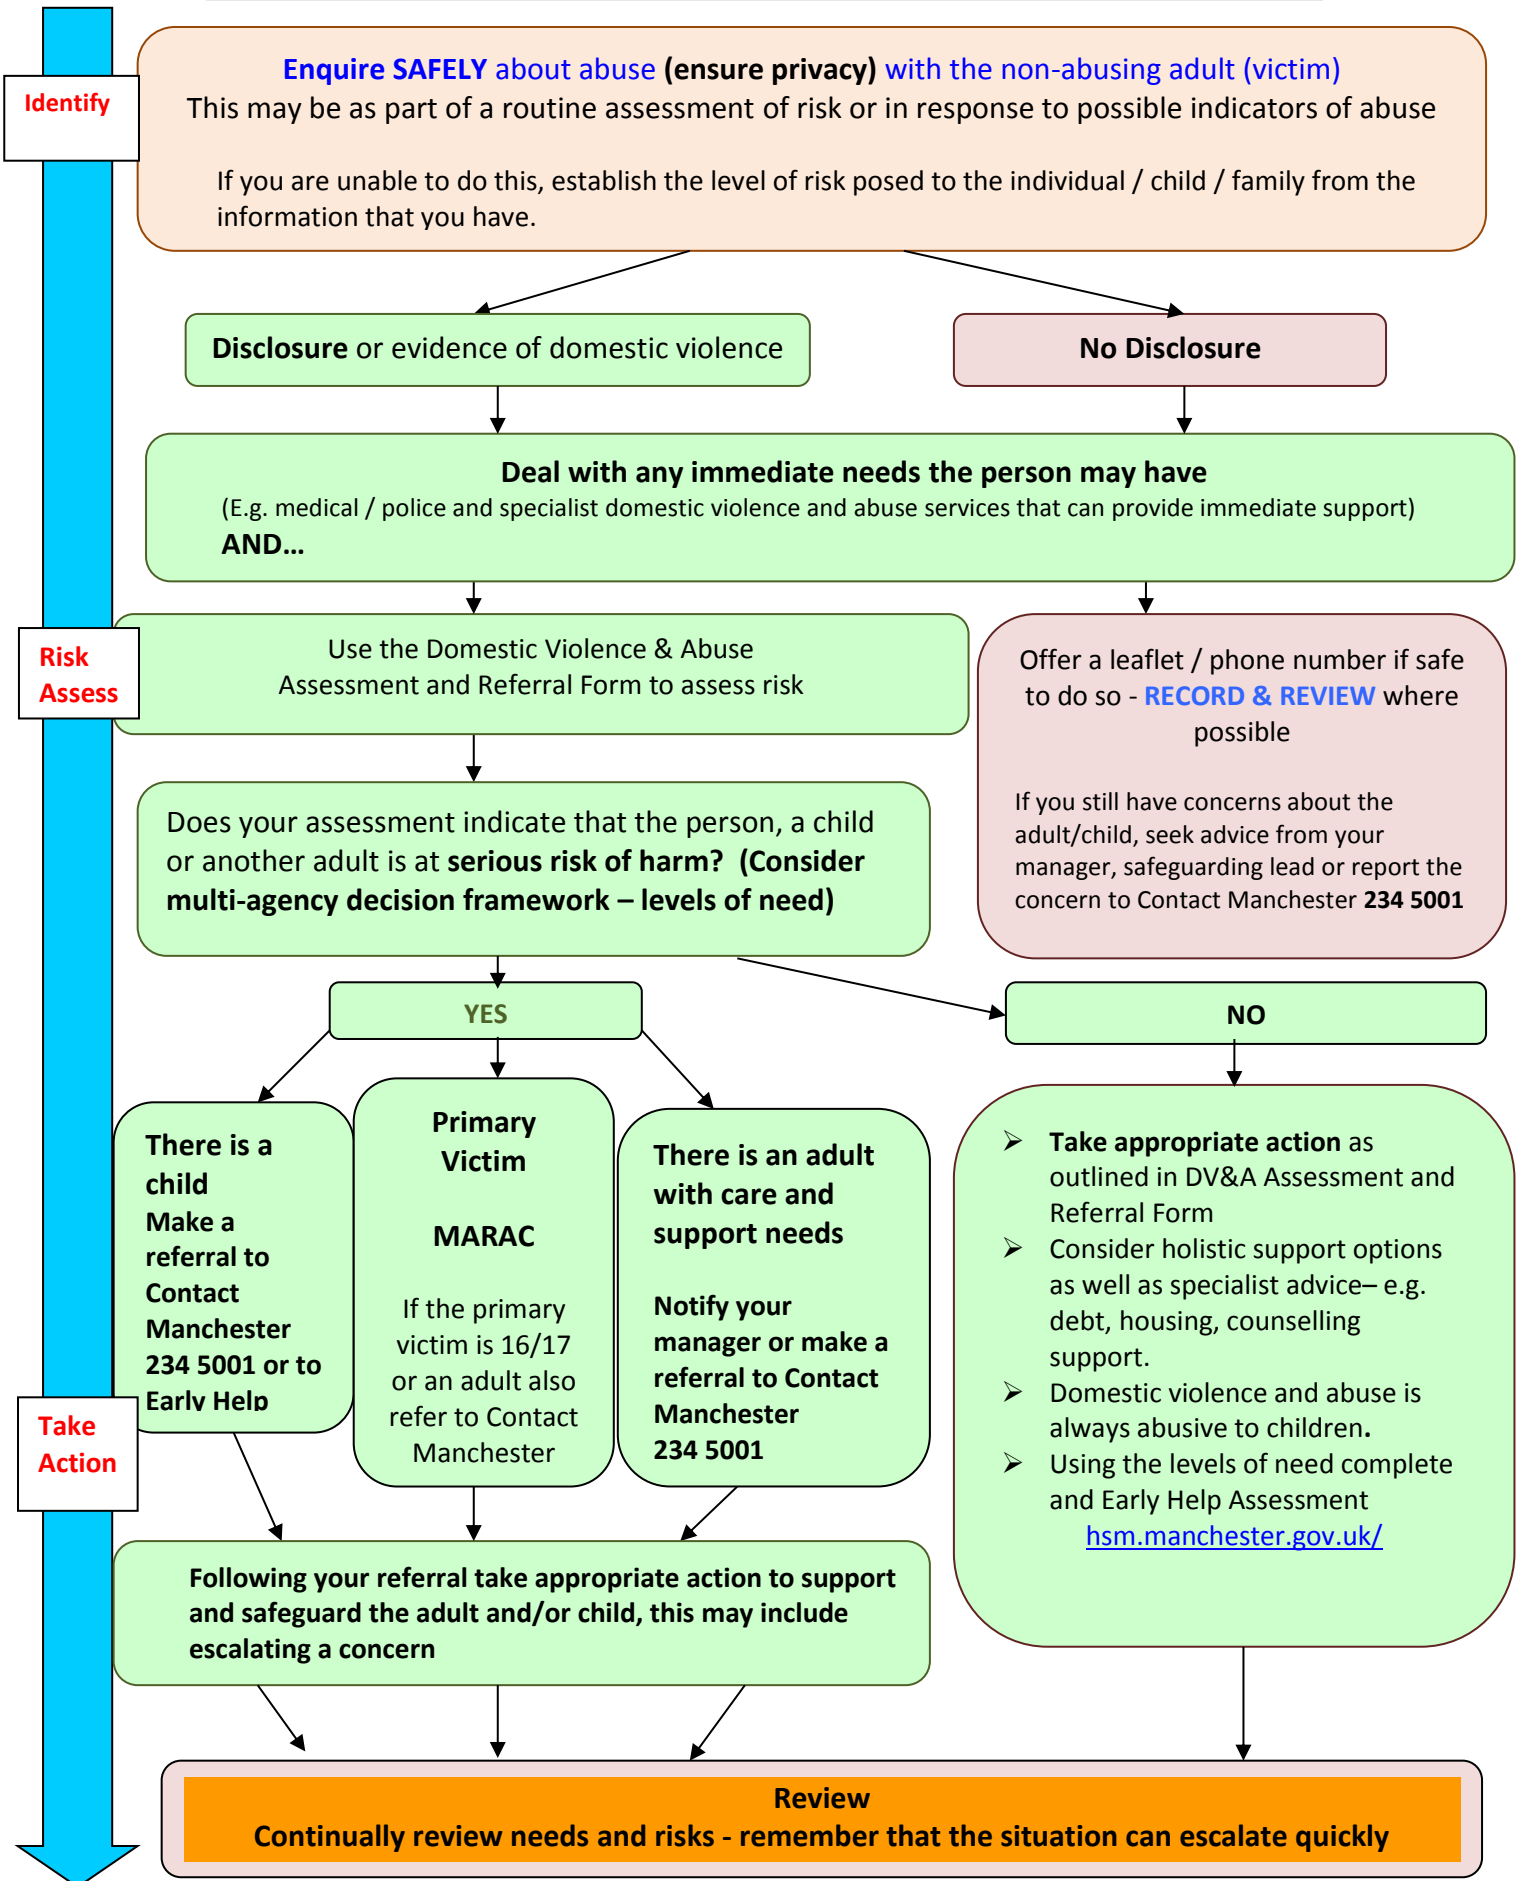 Identify
Enquire SAFELY about abuse (ensure privacy) with the non-abusing adult (victim)
This may be as part of a routine assessment of risk or in response to possible indicators of abuse
If you are unable to do this, establish the level of risk posed to the individual / child / family from the
information that you have.
Disclosure or evidence of domestic violence
No Disclosure
Deal with any immediate needs the person may have
(E.g. medical / police and specialist domestic violence and abuse services that can provide immediate support)
AND...
Risk
Assess
Use the Domestic Violence & Abuse
Assessment and Referral Form to assess risk
Offer a leaflet / phone number if safe
to do so - RECORD & REVIEW where
possible
If you still have concerns about the
adult/child, seek advice from your
manager, safeguarding lead or report the
concern to Contact Manchester 234 5001
Does your assessment indicate that the person, a child
or another adult is at serious risk of harm?  (Consider
multi-agency decision framework – levels of need)
YES
NO
There is a
child
Make a
referral to
Contact
Manchester
234 5001 or to
Early Help
Primary
Victim
MARAC
If the primary
victim is 16/17
or an adult also
refer to Contact
Manchester
There is an adult
with care and
support needs
Notify your
manager or make a
referral to Contact
Manchester
234 5001
➢ Take appropriate action as
outlined in DV&A Assessment and
Referral Form
➢ Consider holistic support options
as well as specialist advice– e.g.
debt, housing, counselling
support.
➢ Domestic violence and abuse is
always abusive to children.
➢ Using the levels of need complete
and Early Help Assessment
hsm.manchester.gov.uk/
Take
Action
Following your referral take appropriate action to support
and safeguard the adult and/or child, this may include
escalating a concern
Review
Continually review needs and risks - remember that the situation can escalate quickly